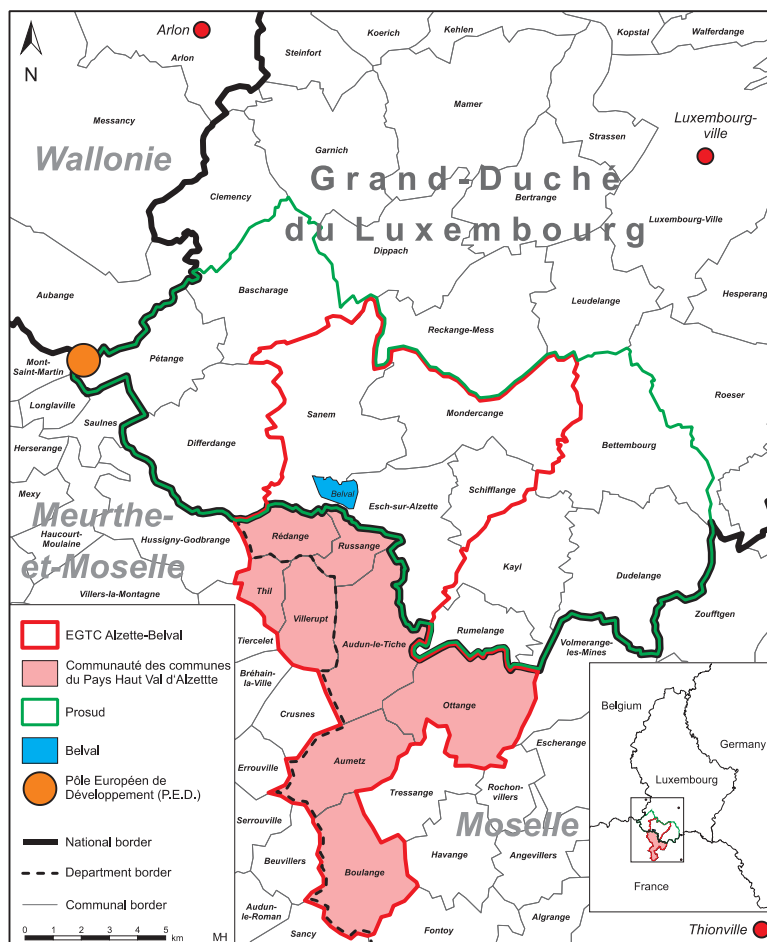 Arlon
Arlon
Steinfort
Koerich
Kehlen
Kopstal
Walferdange
N
Messancy
Mamer
Wallonie
Garnich
Strassen
Luxembourg-
ville
Grand-Duché
du Luxembourg
Clemency
Bertrange
Luxembourg-Ville
Dippach
Aubange
Bascharage
Leudelange
Hesperange
Reckange-Mess
Mont-
Saint-Martin
Pétange
Longlaville
Saulnes
Sanem
Mondercange
Roeser
Differdange
Bettembourg
Herserange
Mexy
Belval
Esch-sur-Alzette
Schifflange
Meurthe-
et-Moselle
Haucourt-
Moulaine
Hussigny-Godbrange
Rédange
Russange
Kayl
Dudelange
Villers-la-Montagne
Thil
Villerupt
Audun-le-Tiche
Rumelange
Volmerange-
les-Mines
Zoufftgen
Tiercelet
Bréhain-
la-Ville
Crusnes
Ottange
Aumetz
Escherange
Errouville
Tressange
Rochon-
villers
Serrouville
Moselle
Beuvillers
Boulange
Havange
Angevillers
Audun-
le-Roman
Sancy
Fontoy
Algrange
Thionville
EGTC Alzette-Belval
Communauté des communes
du Pays Haut Val d'Alzettte
Prosud
Belval
Pôle Européen de
Dévelopement (P.E.D.)
National border
Department border
Communal border
0 1 2 3 4 5
km
MH
Belgium
Germany
Luxembourg
France